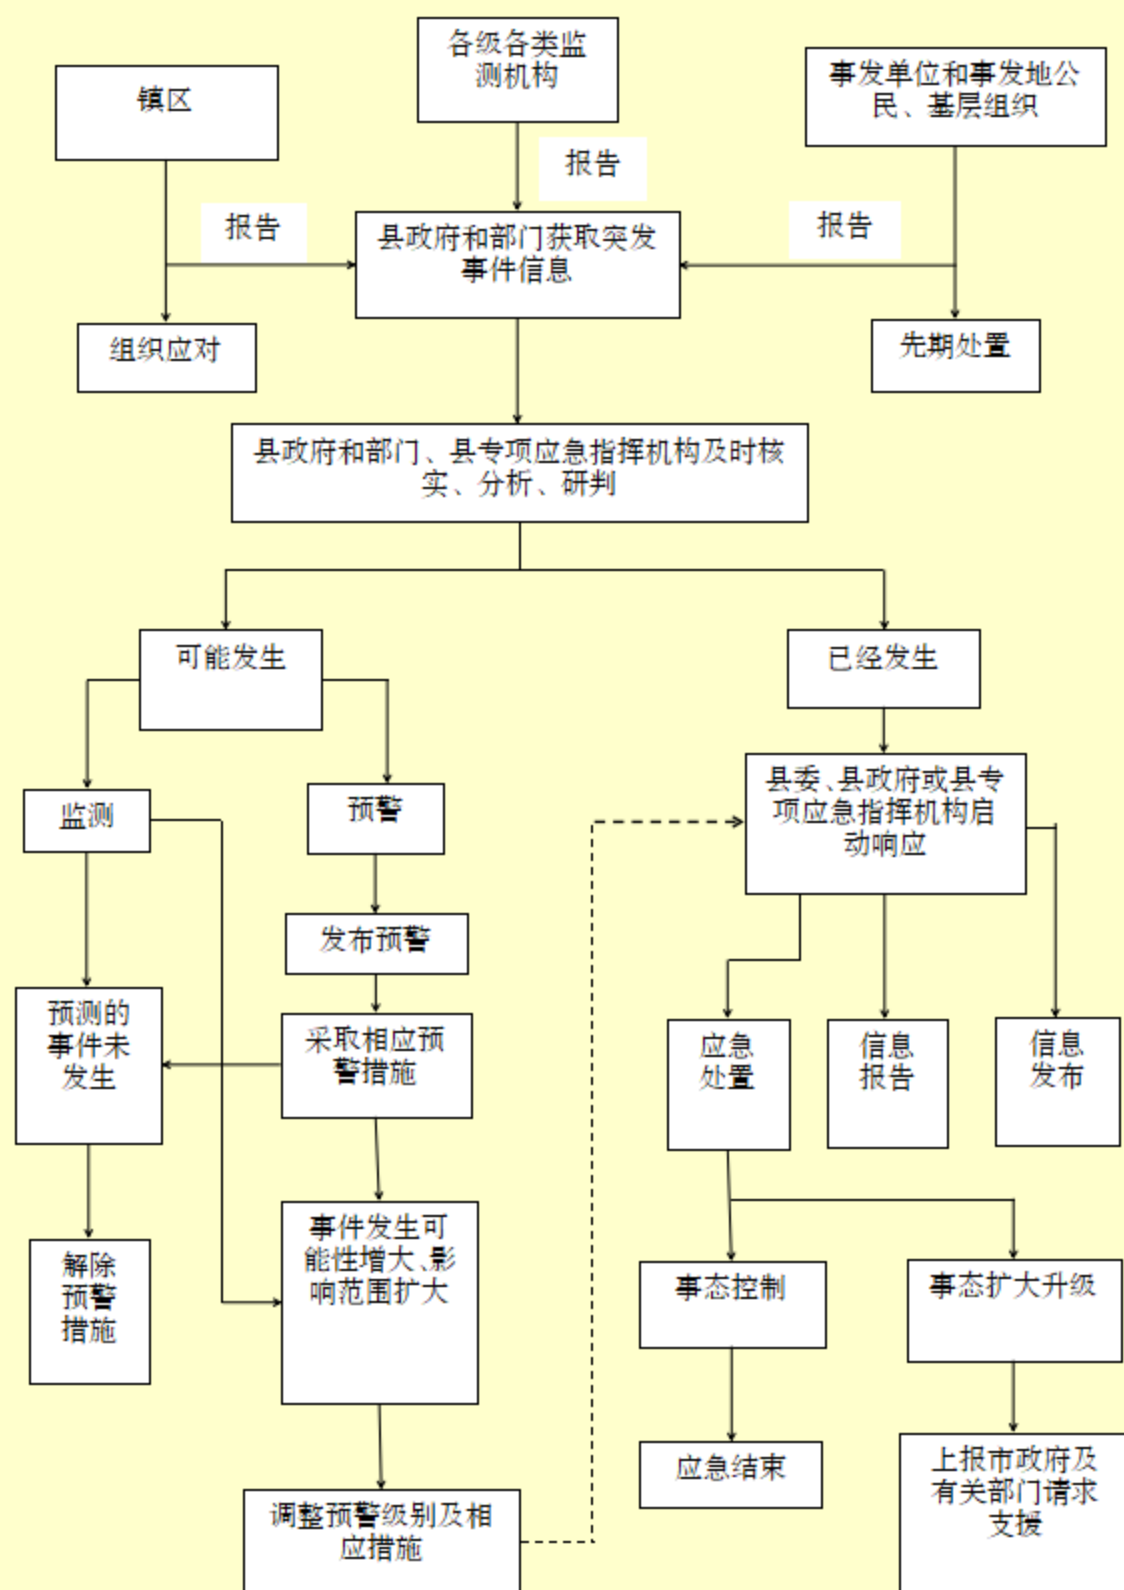 各级各类监
测机构
镇区
事发单位和事发地公
民、基层组织
报告
报告
报告
县政府和部门获取突发
事件信息
组织应对
先期处置
县政府和部门、县专项应急指挥机构及时核
实、分析、研判
可能发生
已经发生
监测
预警
县委、县政府或县专
项应急指挥机构启
动响应
发布预警
预测的
事件未
发生
采取相应预
警措施
应急
处置
信息
报告
信息
发布
事件发生可
能性增大、影
响范围扩大
解除
预警
措施
事态控制
事态扩大升级
应急结束
上报市政府及
有关部门请求
支援
调整预警级别及相
应措施